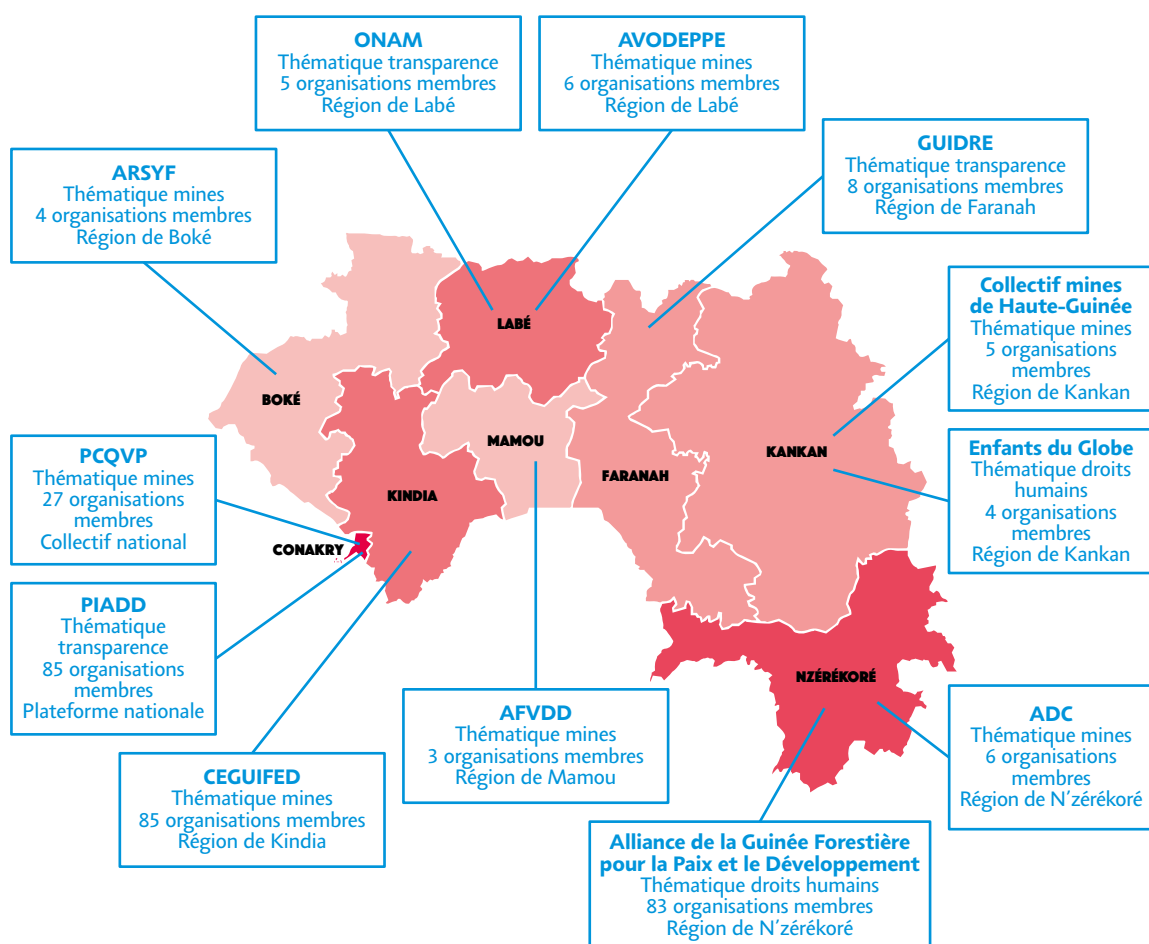 ONAM
Thématique transparence
5 organisations membres
Région de Labé
AVODEPPE
Thématique mines
6 organisations membres
Région de Labé
GUIDRE
Thématique transparence
8 organisations membres
Région de Faranah
ARSYF
Thématique mines
4 organisations membres
Région de Boké
Collectif mines
de Haute-Guinée
Thématique mines
5 organisations
membres
Région de Kankan
LABÉ
BOKÉ
MAMOU
KANKAN
FARANAH
KINDIA
CONAKRY
NZÉRÉKORÉ
PCQVP
Thématique mines
27 organisations
membres
Collectif national
Enfants du Globe
Thématique droits
humains
4 organisations
membres
Région de Kankan
PIADD
Thématique
transparence
85 organisations
membres
Plateforme nationale
AFVDD
Thématique mines
3 organisations membres
Région de Mamou
ADC
Thématique mines
6 organisations
membres
Région de N'zérékoré
CEGUIFED
Thématique mines
85 organisations membres
Région de Kindia
Alliance de la Guinée Forestière
pour la Paix et le Développement
Thématique droits humains
83 organisations membres
Région de N'zérékoré